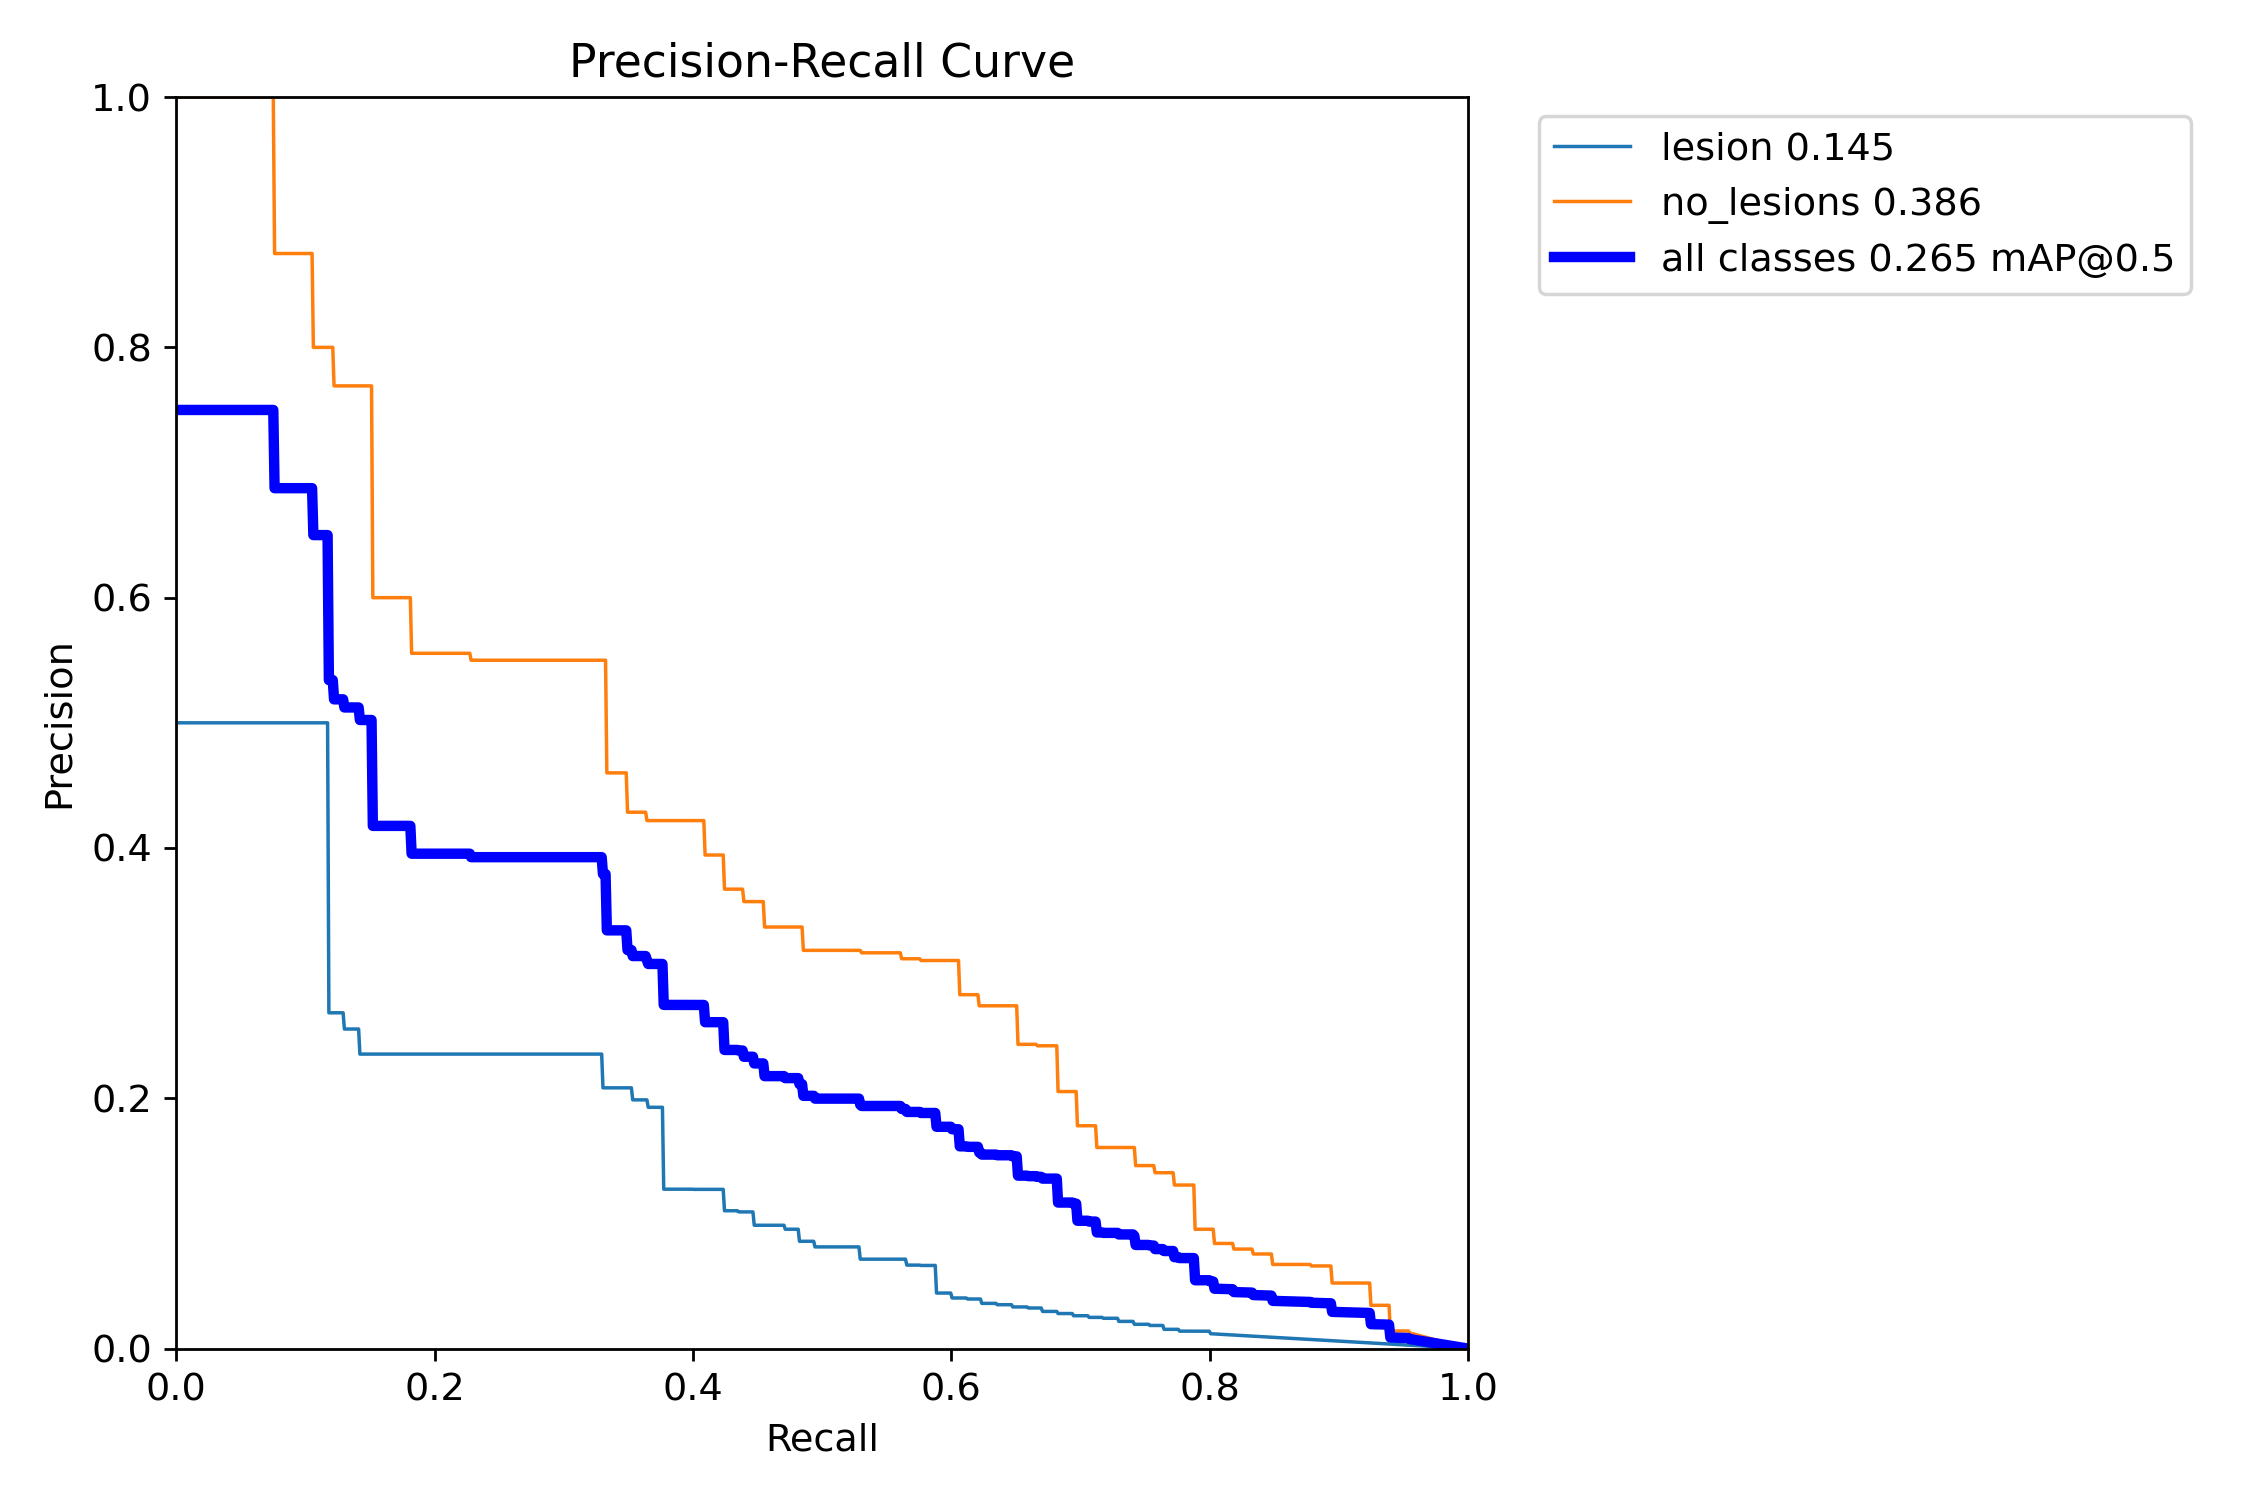 Precision-Recall Curve
1.0
0.8
0.6
0.4
0.2
0.0
Precision
0.0 0.2 0.4 0.6 0.8 1.0
Recall
lesion 0.145
no_lesions 0.386
all classes 0.265 mAP@0.5